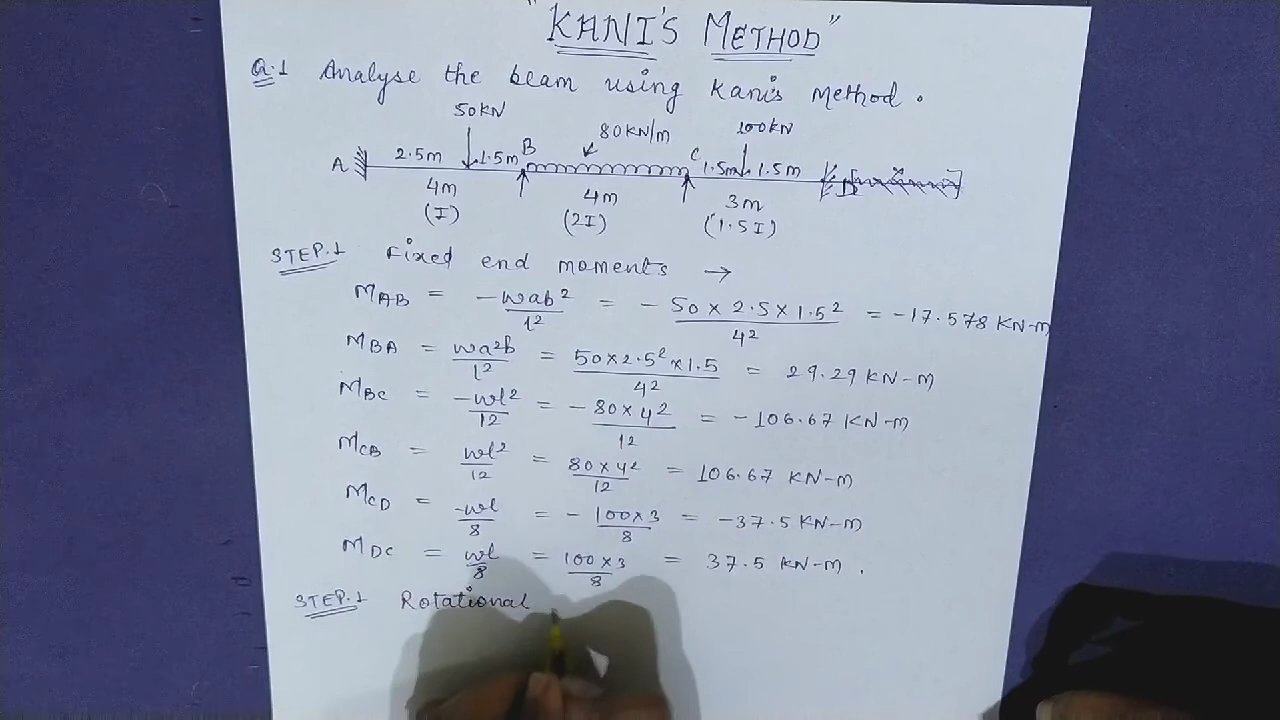 "KANI'S METHOD"
Q.1 Analyse the beam using Kani's Method.
50KN 80KN/m 100KN
A 2.5m 1.5m B C 1.5m 1.5m
4m 4m 3m
(I) (2I) (1.5I)
STEP.1 Fixed end moments →
MAB = -wab²/l² = - 50 × 2.5 × 1.5²/4² = -17.578 KN-m
MBA = wa²b/l² = 50×2.5²×1.5/4² = 29.29 KN-m
MBC = -wl²/12 = - 80×4²/12 = -106.67 KN-m
MCB = wl²/12 = 80×4²/12 = 106.67 KN-m
MCD = -wl/8 = - 100×3/8 = -37.5 KN-m
MDC = wl/8 = 100×3/8 = 37.5 KN-m.
STEP.1 Rotational